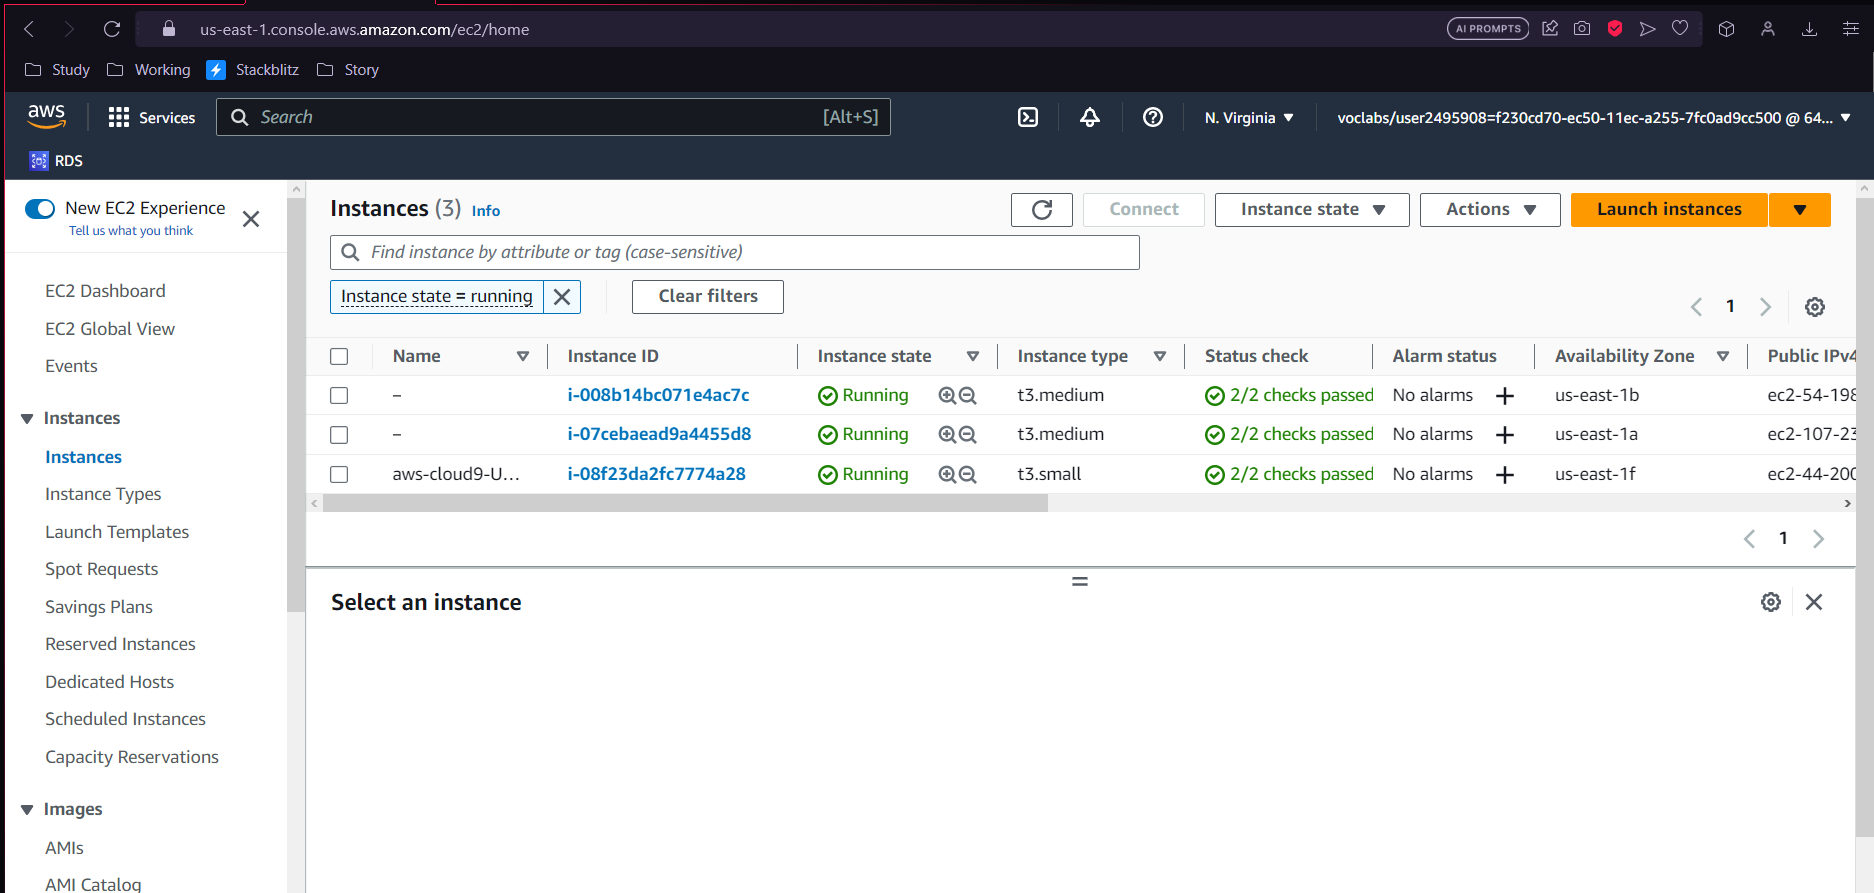 us-east-1.console.aws.amazon.com/ec2/home
AI PROMPTS
Study
Working
Stackblitz
Story
aws
Services
Search
[Alt+S]
N. Virginia
voclabs/user2495908=f230cd70-ec50-11ec-a255-7fc0ad9cc500 @ 64...
RDS
New EC2 Experience
Tell us what you think
EC2 Dashboard
EC2 Global View
Events
Instances
Instances
Instance Types
Launch Templates
Spot Requests
Savings Plans
Reserved Instances
Dedicated Hosts
Scheduled Instances
Capacity Reservations
Images
AMIs
AMI Catalog
Instances (3) Info
Connect
Instance state
Actions
Launch instances
Find instance by attribute or tag (case-sensitive)
Instance state = running
Clear filters
1
Name Instance ID Instance state Instance type Status check Alarm status Availability Zone Public IPv4
– i-008b14bc071e4ac7c Running t3.medium 2/2 checks passed No alarms + us-east-1b ec2-54-198
– i-07cebaead9a4455d8 Running t3.medium 2/2 checks passed No alarms + us-east-1a ec2-107-23
aws-cloud9-U... i-08f23da2fc7774a28 Running t3.small 2/2 checks passed No alarms + us-east-1f ec2-44-200
1
Select an instance